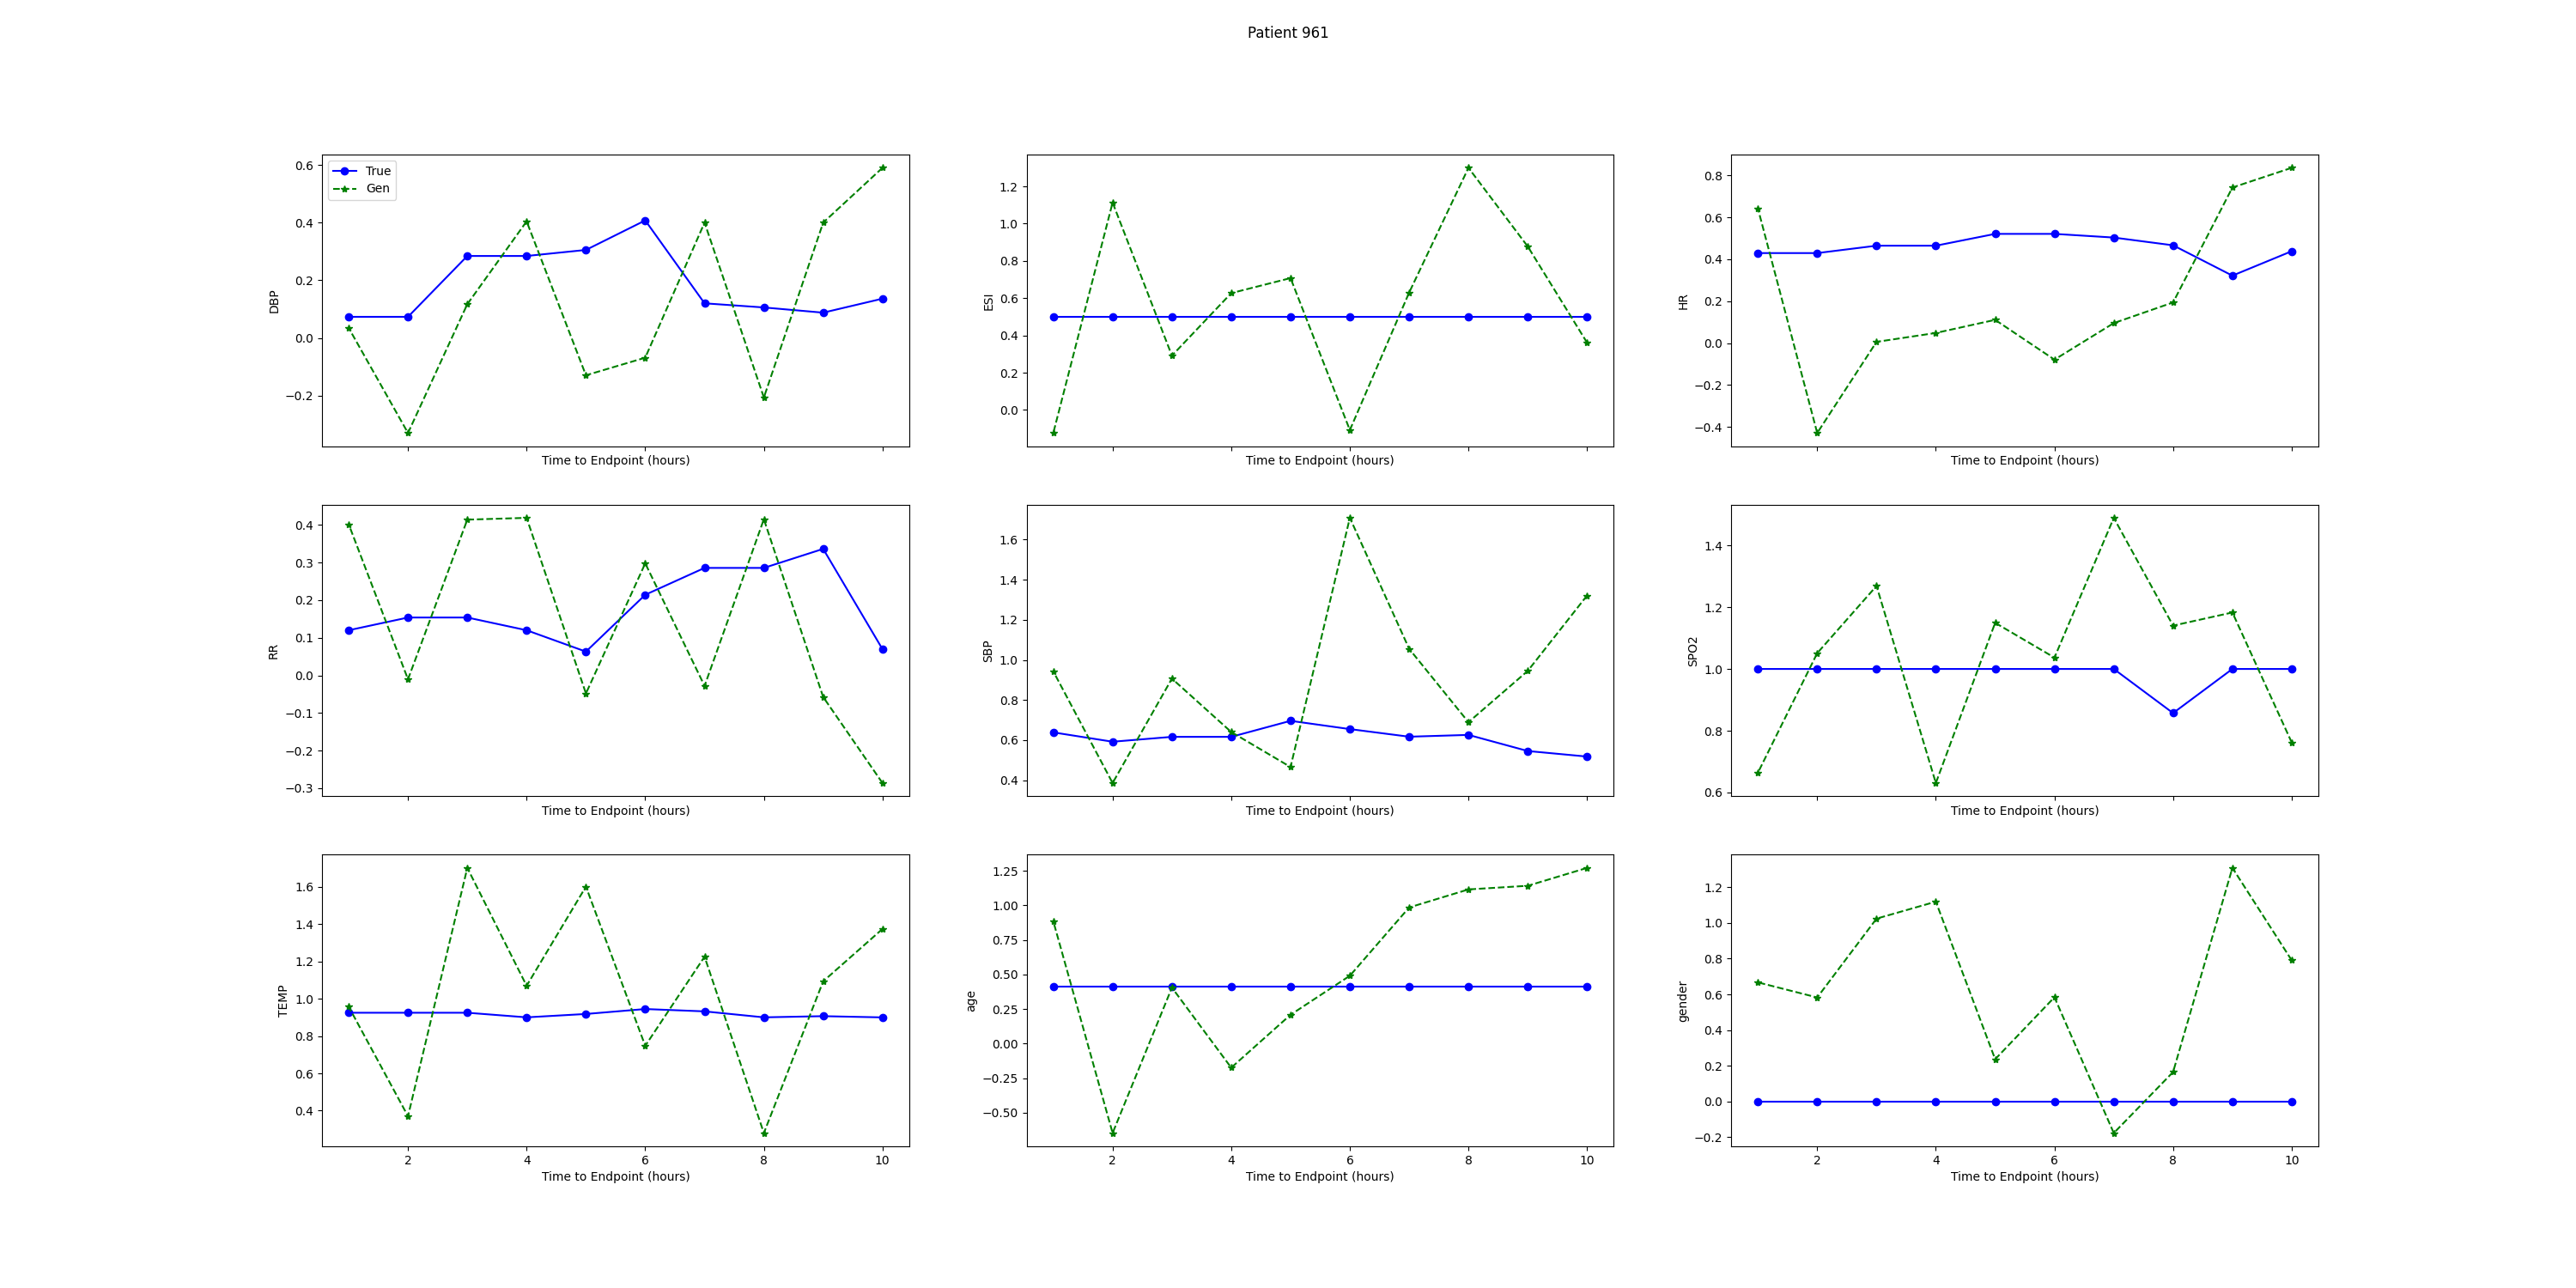 Patient 961
True
Gen
DBP
0.6
0.4
0.2
0.0
−0.2
Time to Endpoint (hours)
ESI
1.2
1.0
0.8
0.6
0.4
0.2
0.0
Time to Endpoint (hours)
HR
0.8
0.6
0.4
0.2
0.0
−0.2
−0.4
Time to Endpoint (hours)
RR
0.4
0.3
0.2
0.1
0.0
−0.1
−0.2
−0.3
Time to Endpoint (hours)
SBP
1.6
1.4
1.2
1.0
0.8
0.6
0.4
Time to Endpoint (hours)
SPO2
1.4
1.2
1.0
0.8
0.6
Time to Endpoint (hours)
TEMP
1.6
1.4
1.2
1.0
0.8
0.6
0.4
2 4 6 8 10
Time to Endpoint (hours)
age
1.25
1.00
0.75
0.50
0.25
0.00
−0.25
−0.50
2 4 6 8 10
Time to Endpoint (hours)
gender
1.2
1.0
0.8
0.6
0.4
0.2
0.0
−0.2
2 4 6 8 10
Time to Endpoint (hours)